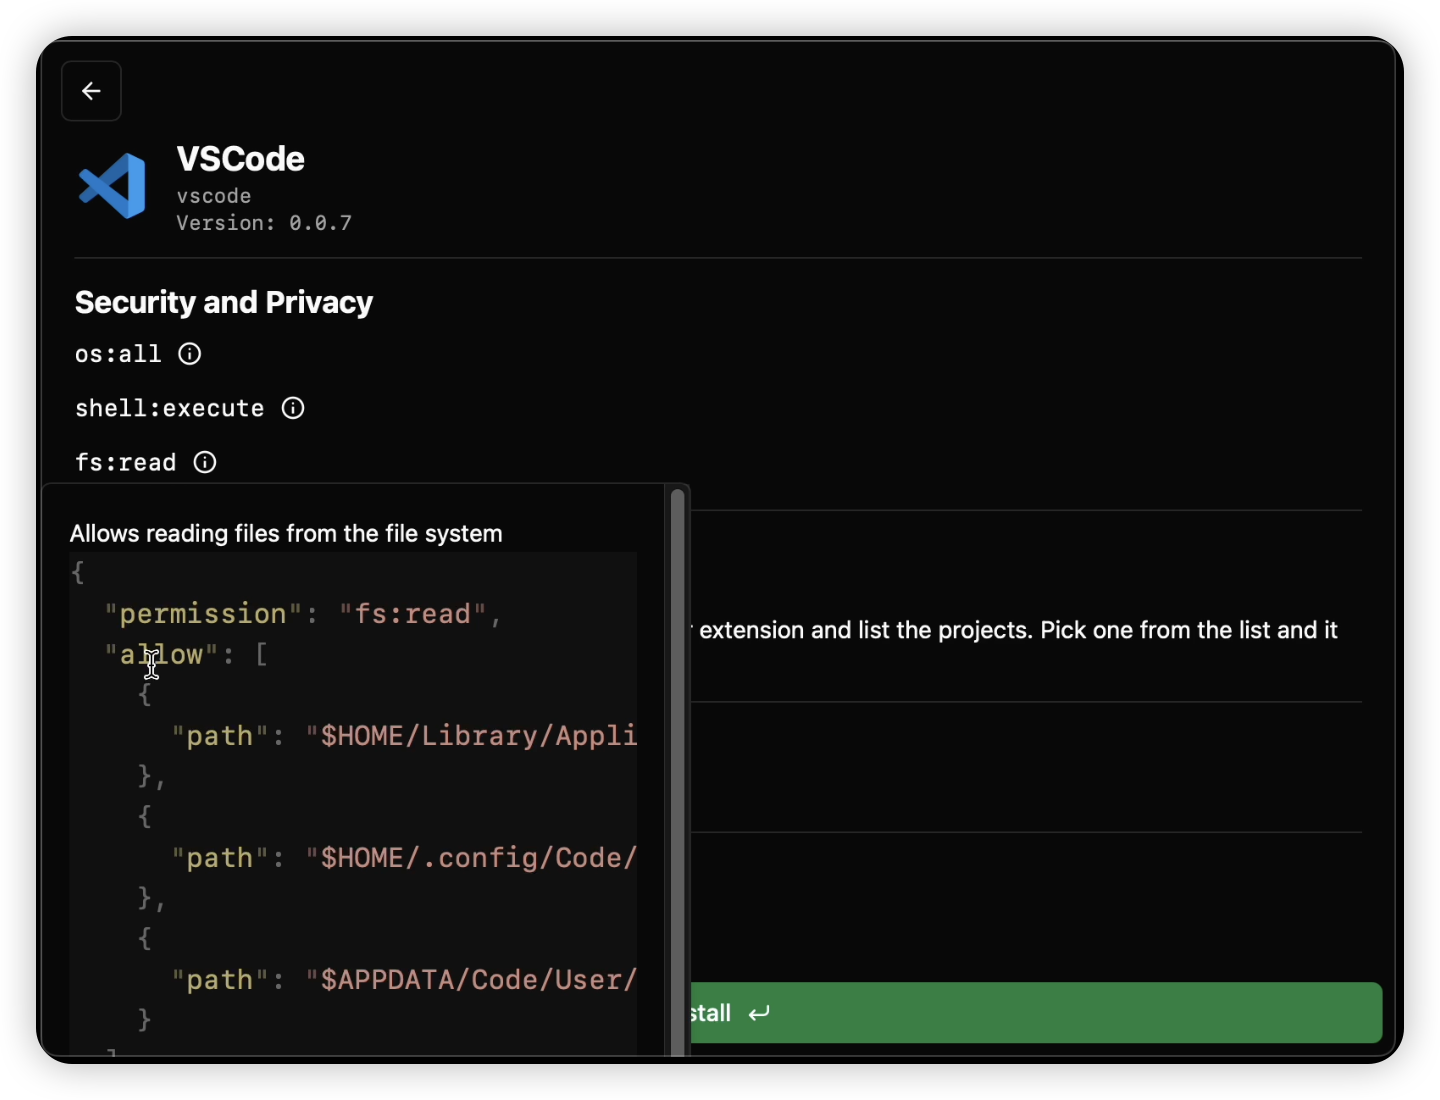 VSCode
vscode
Version: 0.0.7
Security and Privacy
os:all
shell:execute
fs:read
Allows reading files from the file system
{
"permission": "fs:read",
"allow": [
{
"path": "$HOME/Library/Appli
},
{
"path": "$HOME/.config/Code/
},
{
"path": "$APPDATA/Code/User/
}
]
extension and list the projects. Pick one from the list and it
stall